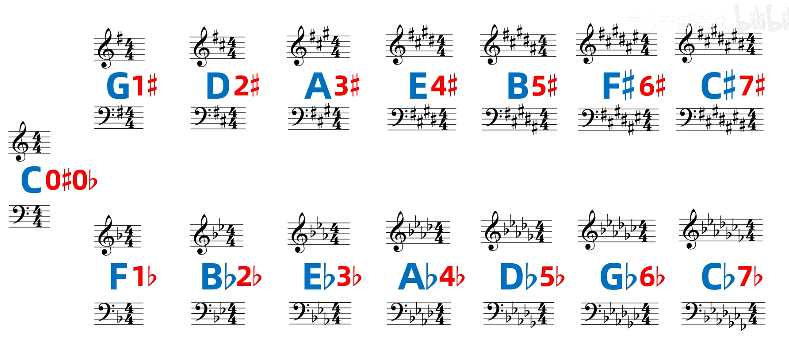 G1♯ D2♯ A3♯ E4♯ B5♯ F♯6♯ C♯7♯
C0♯0♭
F1♭ B♭2♭ E♭3♭ A♭4♭ D♭5♭ G♭6♭ C♭7♭